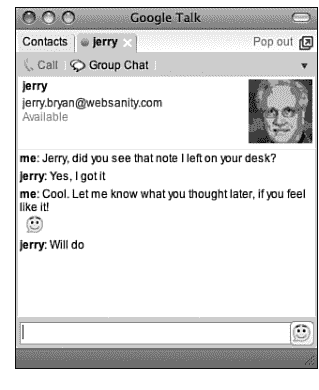 Google Talk
Contacts jerry Pop out
Call Group Chat
jerry
jerry.bryan@websanity.com
Available
me: Jerry, did you see that note I left on your desk?
jerry: Yes, I got it
me: Cool. Let me know what you thought later, if you feel
like it!
jerry: Will do